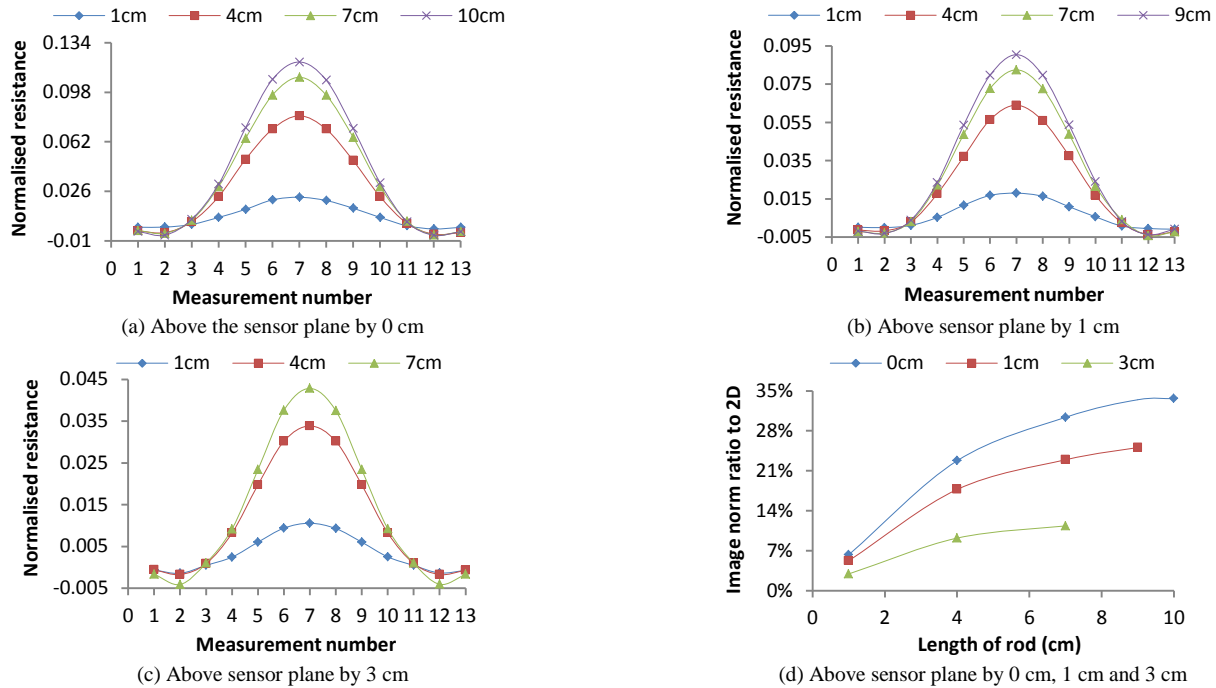 1cm 4cm 7cm 10cm
0.134
0.098
0.062
0.026
-0.01
Normalised resistance
0 1 2 3 4 5 6 7 8 9 10 11 12 13
Measurement number
(a) Above the sensor plane by 0 cm
1cm 4cm 7cm 9cm
0.095
0.075
0.055
0.035
0.015
-0.005
Normalised resistance
0 1 2 3 4 5 6 7 8 9 10 11 12 13
Measurement number
(b) Above sensor plane by 1 cm
1cm 4cm 7cm
0.045
0.035
0.025
0.015
0.005
-0.005
Normalised resistance
0 1 2 3 4 5 6 7 8 9 10 11 12 13
Measurement number
(c) Above sensor plane by 3 cm
0cm 1cm 3cm
35%
28%
21%
14%
7%
0%
Image norm ratio to 2D
0 2 4 6 8 10
Length of rod (cm)
(d) Above sensor plane by 0 cm, 1 cm and 3 cm